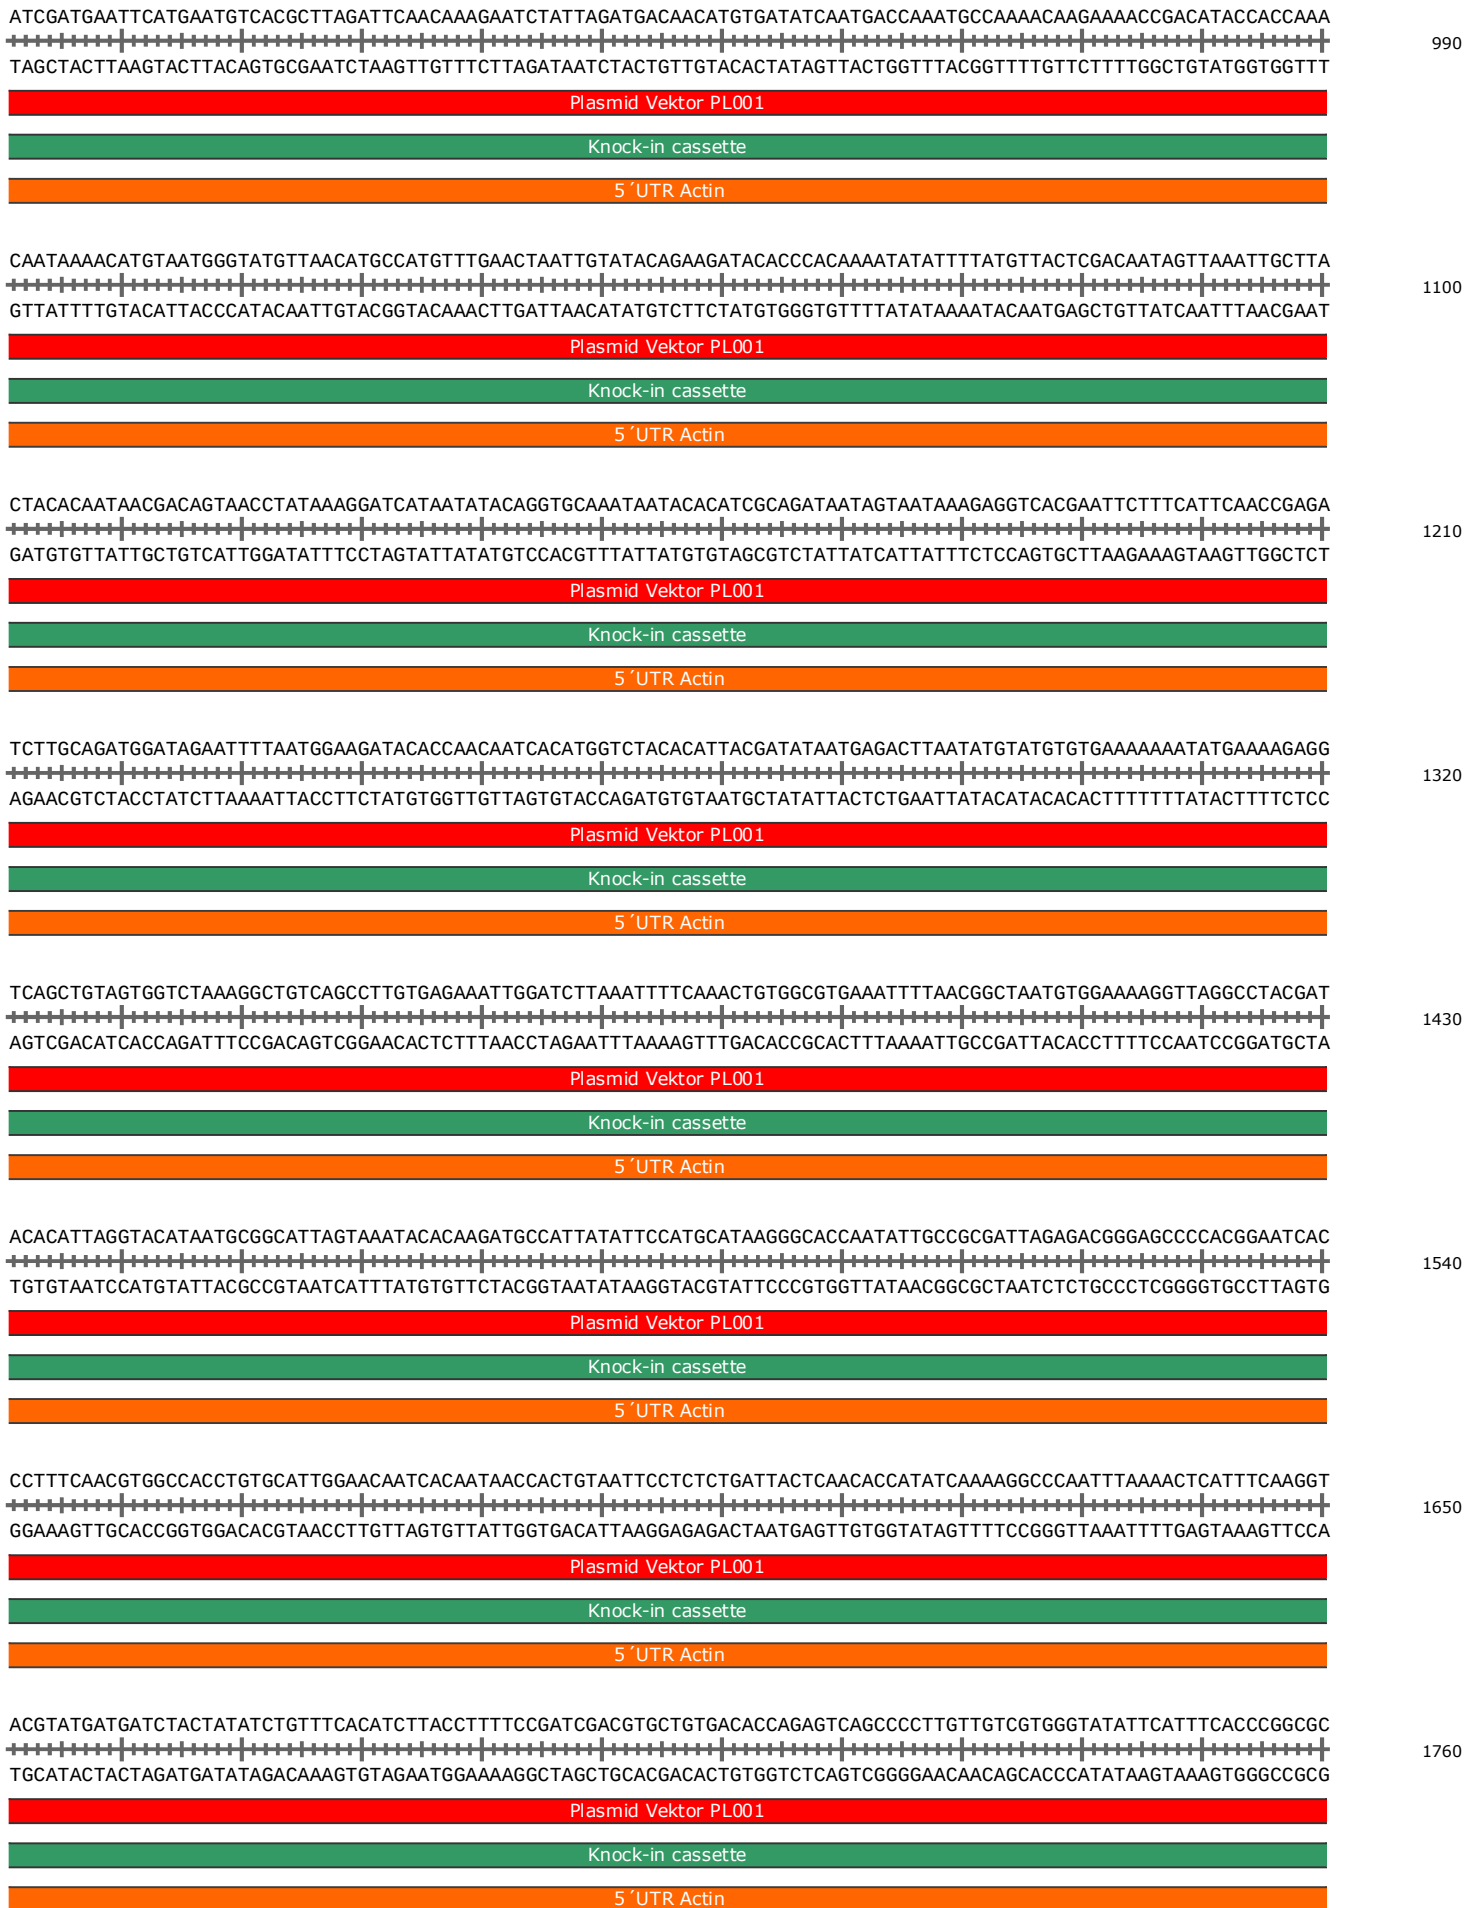 ATCGATGAATTCATGAATGTCACGCTTAGATTCAACAAAGAATCTATTAGATGACAACATGTGATATCAATGACCAAATGCCAAAACAAGAAAACCGACATACCACCAAA
990
TAGCTACTTAAGTACTTACAGTGCGAATCTAAGTTGTTTCTTAGATAATCTACTGTTGTACACTATAGTTACTGGTTTACGGTTTTGTTCTTTTGGCTGTATGGTGGTTT
Plasmid Vektor PL001
Knock-in cassette
5´UTR Actin
CAATAAAACATGTAATGGGTATGTTAACATGCCATGTTTGAACTAATTGTATACAGAAGATACACCCACAAAATATATTTTATGTTACTCGACAATAGTTAAATTGCTTA
1100
GTTATTTTGTACATTACCCATACAATTGTACGGTACAAACTTGATTAACATATGTCTTCTATGTGGGTGTTTTATATAAAATACAATGAGCTGTTATCAATTTAACGAAT
Plasmid Vektor PL001
Knock-in cassette
5´UTR Actin
CTACACAATAACGACAGTAACCTATAAAGGATCATAATATACAGGTGCAAATAATACACATCGCAGATAATAGTAATAAAGAGGTCACGAATTCTTTCATTCAACCGAGA
1210
GATGTGTTATTGCTGTCATTGGATATTTCCTAGTATTATATGTCCACGTTTATTATGTGTAGCGTCTATTATCATTATTTCTCCAGTGCTTAAGAAAGTAAGTTGGCTCT
Plasmid Vektor PL001
Knock-in cassette
5´UTR Actin
TCTTGCAGATGGATAGAATTTTAATGGAAGATACACCAACAATCACATGGTCTACACATTACGATATAATGAGACTTAATATGTATGTGTGAAAAAAATATGAAAAGAGG
1320
AGAACGTCTACCTATCTTAAAATTACCTTCTATGTGGTTGTTAGTGTACCAGATGTGTAATGCTATATTACTCTGAATTATACATACACACTTTTTTTATACTTTTCTCC
Plasmid Vektor PL001
Knock-in cassette
5´UTR Actin
TCAGCTGTAGTGGTCTAAAGGCTGTCAGCCTTGTGAGAAATTGGATCTTAAATTTTCAAACTGTGGCGTGAAATTTTAACGGCTAATGTGGAAAAGGTTAGGCCTACGAT
1430
AGTCGACATCACCAGATTTCCGACAGTCGGAACACTCTTTAACCTAGAATTTAAAAGTTTGACACCGCACTTTAAAATTGCCGATTACACCTTTTCCAATCCGGATGCTA
Plasmid Vektor PL001
Knock-in cassette
5´UTR Actin
ACACATTAGGTACATAATGCGGCATTAGTAAATACACAAGATGCCATTATATTCCATGCATAAGGGCACCAATATTGCCGCGATTAGAGACGGGAGCCCCACGGAATCAC
1540
TGTGTAATCCATGTATTACGCCGTAATCATTTATGTGTTCTACGGTAATATAAGGTACGTATTCCCGTGGTTATAACGGCGCTAATCTCTGCCCTCGGGGTGCCTTAGTG
Plasmid Vektor PL001
Knock-in cassette
5´UTR Actin
CCTTTCAACGTGGCCACCTGTGCATTGGAACAATCACAATAACCACTGTAATTCCTCTCTGATTACTCAACACCATATCAAAAGGCCCAATTTAAAACTCATTTCAAGGT
1650
GGAAAGTTGCACCGGTGGACACGTAACCTTGTTAGTGTTATTGGTGACATTAAGGAGAGACTAATGAGTTGTGGTATAGTTTTCCGGGTTAAATTTTGAGTAAAGTTCCA
Plasmid Vektor PL001
Knock-in cassette
5´UTR Actin
ACGTATGATGATCTACTATATCTGTTTCACATCTTACCTTTTCCGATCGACGTGCTGTGACACCAGAGTCAGCCCCTTGTTGTCGTGGGTATATTCATTTCACCCGGCGC
1760
TGCATACTACTAGATGATATAGACAAAGTGTAGAATGGAAAAGGCTAGCTGCACGACACTGTGGTCTCAGTCGGGGAACAACAGCACCCATATAAGTAAAGTGGGCCGCG
Plasmid Vektor PL001
Knock-in cassette
5´UTR Actin